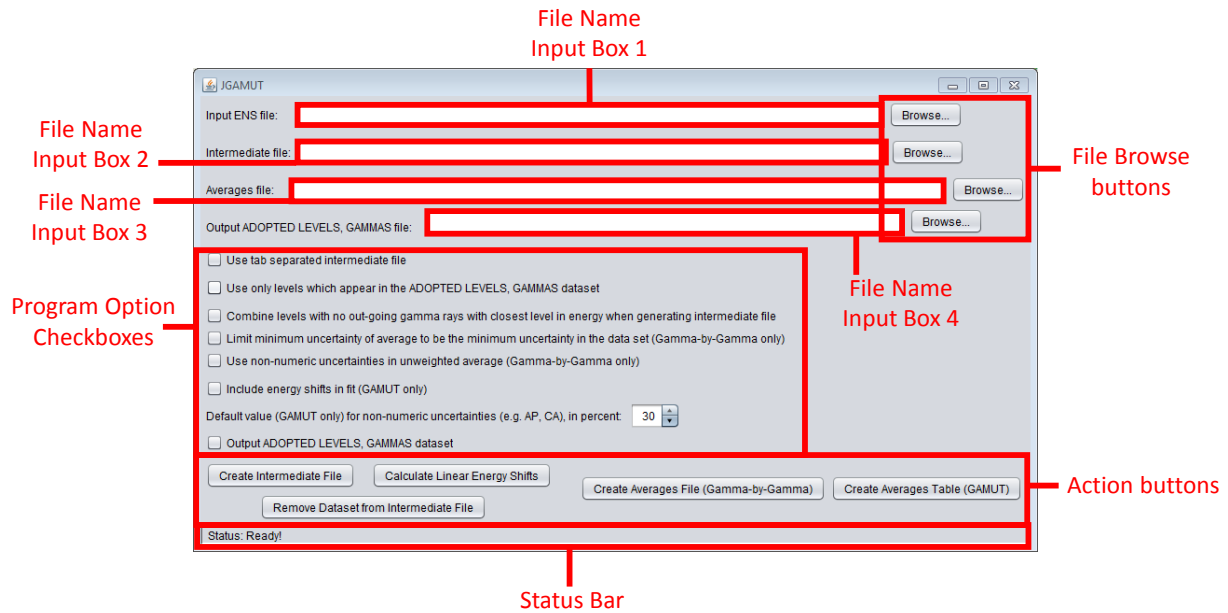 File Name
Input Box 1
JGAMUT
Input ENS file:
Browse...
File Name
Input Box 2
Intermediate file:
Browse...
File Browse
buttons
File Name
Input Box 3
Averages file:
Browse...
Output ADOPTED LEVELS, GAMMAS file:
Browse...
Use tab separated intermediate file
Use only levels which appear in the ADOPTED LEVELS, GAMMAS dataset
File Name
Input Box 4
Program Option
Checkboxes
Combine levels with no out-going gamma rays with closest level in energy when generating intermediate file
Limit minimum uncertainty of average to be the minimum uncertainty in the data set (Gamma-by-Gamma only)
Use non-numeric uncertainties in unweighted average (Gamma-by-Gamma only)
Include energy shifts in fit (GAMUT only)
Default value (GAMUT only) for non-numeric uncertainties (e.g. AP, CA), in percent: 30
Output ADOPTED LEVELS, GAMMAS dataset
Create Intermediate File
Calculate Linear Energy Shifts
Create Averages File (Gamma-by-Gamma)
Create Averages Table (GAMUT)
Action buttons
Remove Dataset from Intermediate File
Status: Ready!
Status Bar